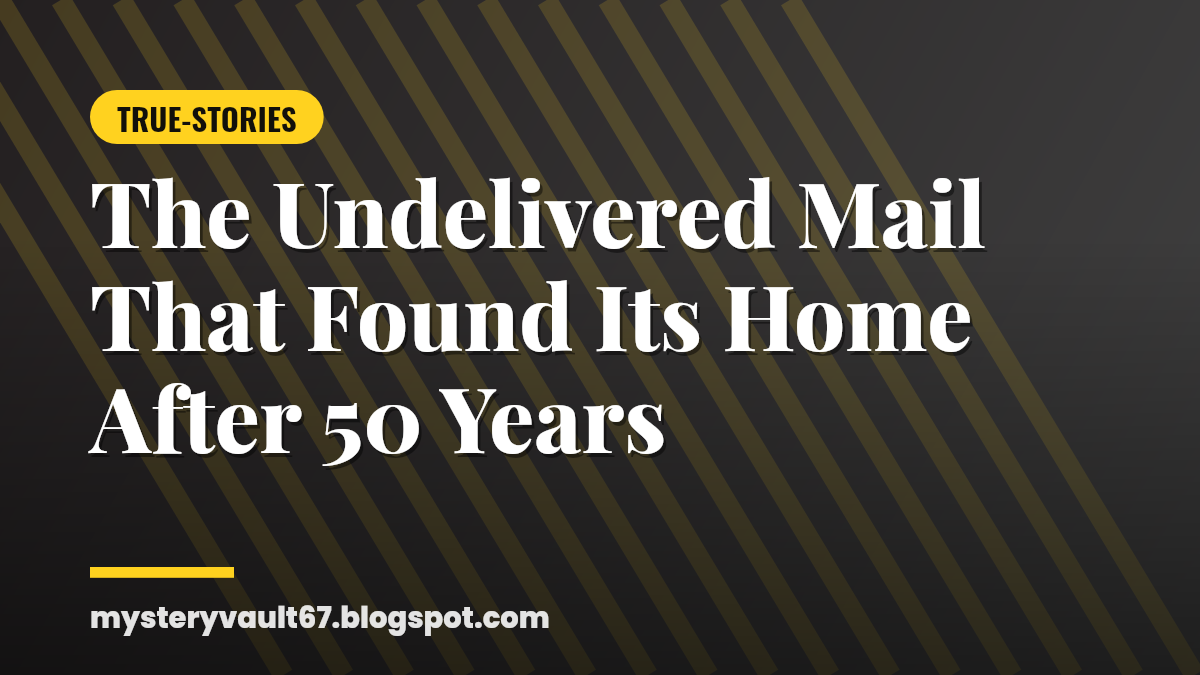 TRUE-STORIES
The Undelivered Mail
That Found Its Home
After 50 Years
mysteryvault67.blogspot.com